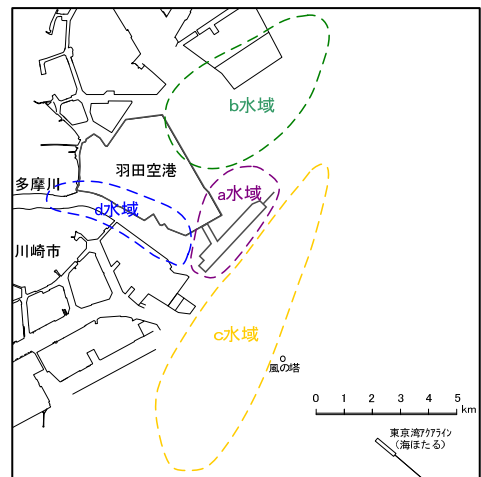 b水域
羽田空港
多摩川
a水域
d水域
川崎市
c水域
風の塔
0 1 2 3 4 5
km
東京湾ｱｸｱﾗｲﾝ
（海ほたる）